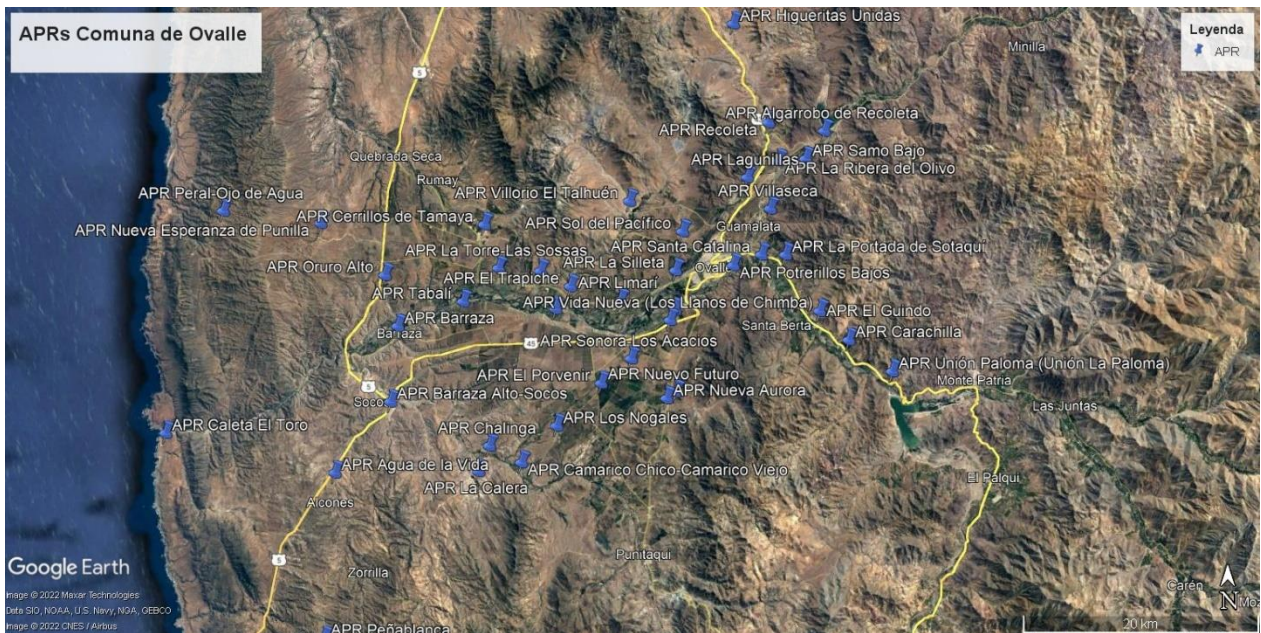 APRs Comuna de Ovalle
Leyenda
APR
APR Higueritas Unidas
Minilla
5
APR Algarrobo de Recoleta
APR Recoleta
Quebrada Seca
APR Lagunillas
APR Samo Bajo
APR La Ribera del Olivo
Rumay
APR Peral-Ojo de Agua
APR Villorio El Talhuén
APR Villaseca
APR Cerrillos de Tamaya
APR Nueva Esperanza de Punilla
APR Sol del Pacífico
Guamalata
APR La Torre-Las Sossas
APR Santa Catalina
APR La Portada de Sotaquí
APR Oruro Alto
APR La Silleta
Ovalle
APR Potrerillos Bajos
APR El Trapiche
APR Limarí
APR Tabalí
APR Vida Nueva (Los Llanos de Chimba)
APR El Guindo
APR Barraza
Barraza
Santa Berta
APR Carachilla
45
APR Sonora-Los Acacios
APR Unión Paloma (Unión La Paloma)
APR El Porvenir
APR Nuevo Futuro
Monte Patria
5
Socos
APR Barraza Alto-Socos
APR Nueva Aurora
Las Juntas
APR Caleta El Toro
APR Los Nogales
APR Chalinga
APR Agua de la Vida
APR Camarico Chico-Camarico Viejo
APR La Calera
El Palqui
Alcones
Punitaqui
5
Google Earth
Zorrilla
Carén
N
Image © 2022 Maxar Technologies
Data SIO, NOAA, U.S. Navy, NGA, GEBCO
Image © 2022 CNES / Airbus
APR Peñablanca
20 km